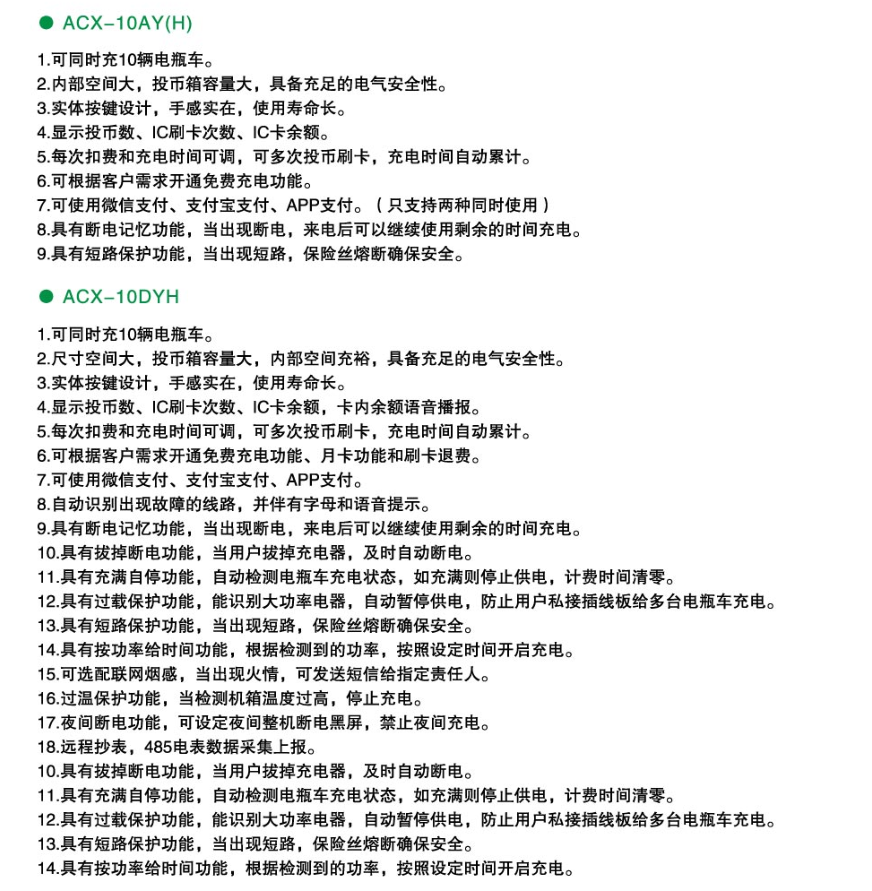 ● ACX-10AY(H)
1.可同时充10辆电瓶车。
2.内部空间大，投币箱容量大，具备充足的电气安全性。
3.实体按键设计，手感实在，使用寿命长。
4.显示投币数、IC刷卡次数、IC卡余额。
5.每次扣费和充电时间可调，可多次投币刷卡，充电时间自动累计。
6.可根据客户需求开通免费充电功能。
7.可使用微信支付、支付宝支付、APP支付。（只支持两种同时使用）
8.具有断电记忆功能，当出现断电，来电后可以继续使用剩余的时间充电。
9.具有短路保护功能，当出现短路，保险丝熔断确保安全。
● ACX-10DYH
1.可同时充10辆电瓶车。
2.尺寸空间大，投币箱容量大，内部空间充裕，具备充足的电气安全性。
3.实体按键设计，手感实在，使用寿命长。
4.显示投币数、IC刷卡次数、IC卡余额，卡内余额语音播报。
5.每次扣费和充电时间可调，可多次投币刷卡，充电时间自动累计。
6.可根据客户需求开通免费充电功能、月卡功能和刷卡退费。
7.可使用微信支付、支付宝支付、APP支付。
8.自动识别出现故障的线路，并伴有字母和语音提示。
9.具有断电记忆功能，当出现断电，来电后可以继续使用剩余的时间充电。
10.具有拔掉断电功能，当用户拔掉充电器，及时自动断电。
11.具有充满自停功能，自动检测电瓶车充电状态，如充满则停止供电，计费时间清零。
12.具有过载保护功能，能识别大功率电器，自动暂停供电，防止用户私接插线板给多台电瓶车充电。
13.具有短路保护功能，当出现短路，保险丝熔断确保安全。
14.具有按功率给时间功能，根据检测到的功率，按照设定时间开启充电。
15.可选配联网烟感，当出现火情，可发送短信给指定责任人。
16.过温保护功能，当检测机箱温度过高，停止充电。
17.夜间断电功能，可设定夜间整机断电黑屏，禁止夜间充电。
18.远程抄表，485电表数据采集上报。
10.具有拔掉断电功能，当用户拔掉充电器，及时自动断电。
11.具有充满自停功能，自动检测电瓶车充电状态，如充满则停止供电，计费时间清零。
12.具有过载保护功能，能识别大功率电器，自动暂停供电，防止用户私接插线板给多台电瓶车充电。
13.具有短路保护功能，当出现短路，保险丝熔断确保安全。
14.具有按功率给时间功能，根据检测到的功率，按照设定时间开启充电。